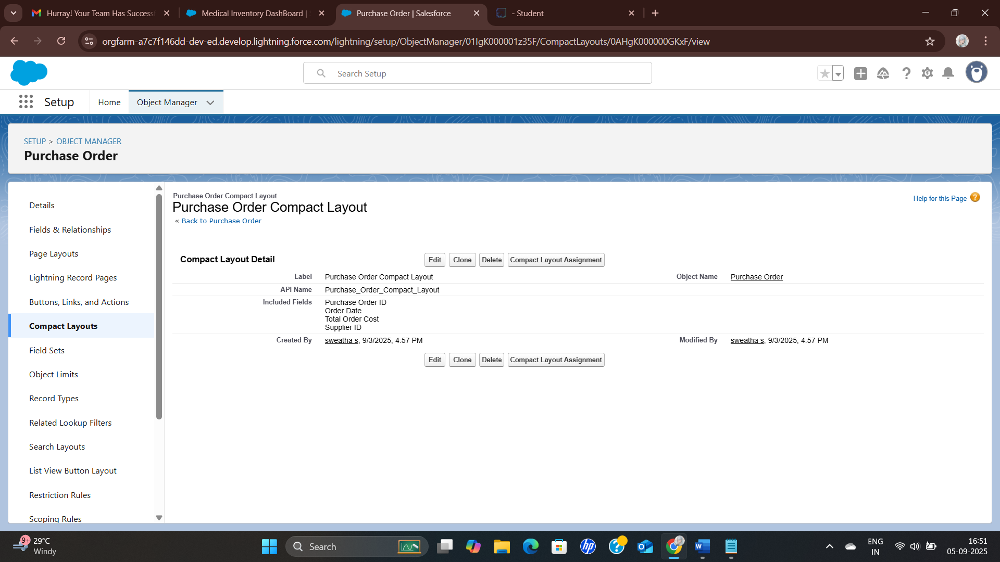 Hurray! Your Team Has Success
Medical Inventory DashBoard |
Purchase Order | Salesforce
- Student
orgfarm-a7c7f146dd-dev-ed.develop.lightning.force.com/lightning/setup/ObjectManager/01IgK000001z35F/CompactLayouts/0AHgK000000GKxF/view
Search Setup
Setup
Home
Object Manager
SETUP > OBJECT MANAGER
Purchase Order
Details
Fields & Relationships
Page Layouts
Lightning Record Pages
Buttons, Links, and Actions
Compact Layouts
Field Sets
Object Limits
Record Types
Related Lookup Filters
Search Layouts
List View Button Layout
Restriction Rules
Scoping Rules
Purchase Order Compact Layout
Purchase Order Compact Layout
« Back to Purchase Order
Help for this Page
Compact Layout Detail
Edit Clone Delete Compact Layout Assignment
Label Purchase Order Compact Layout Object Name Purchase Order
API Name Purchase_Order_Compact_Layout
Included Fields Purchase Order ID
Order Date
Total Order Cost
Supplier ID
Created By sweatha s, 9/3/2025, 4:57 PM Modified By sweatha s, 9/3/2025, 4:57 PM
Edit Clone Delete Compact Layout Assignment
9+
29°C
Windy
Search
ENG
IN
16:51
05-09-2025